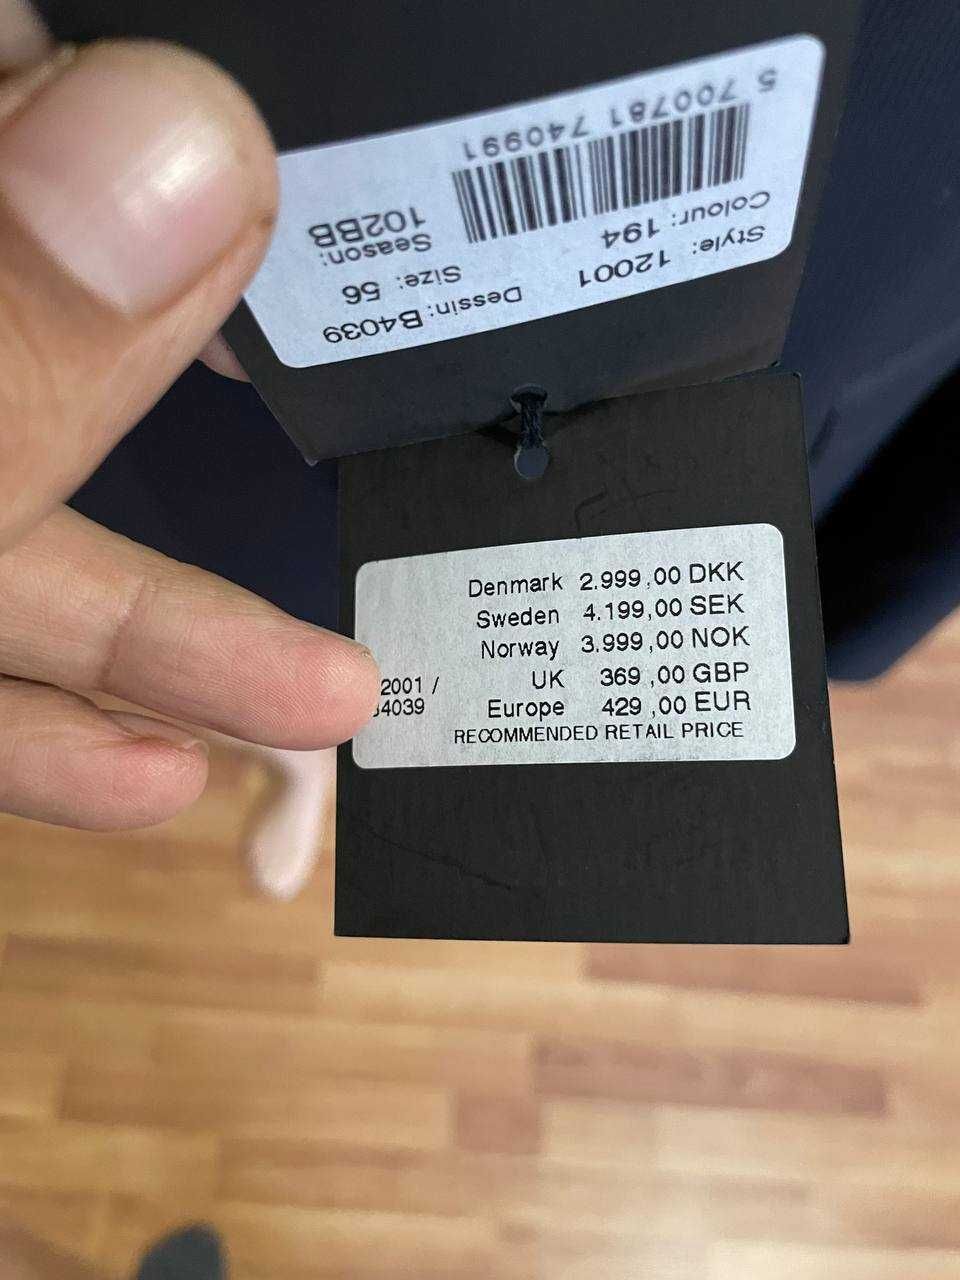 Dessin: B4039
Style: 12001
Size: 56
Colour: 194
Season:
102BB
5 700781 740991
Denmark 2.999,00 DKK
Sweden 4.199,00 SEK
Norway 3.999,00 NOK
UK 369,00 GBP
2001 /
4039
Europe 429,00 EUR
RECOMMENDED RETAIL PRICE